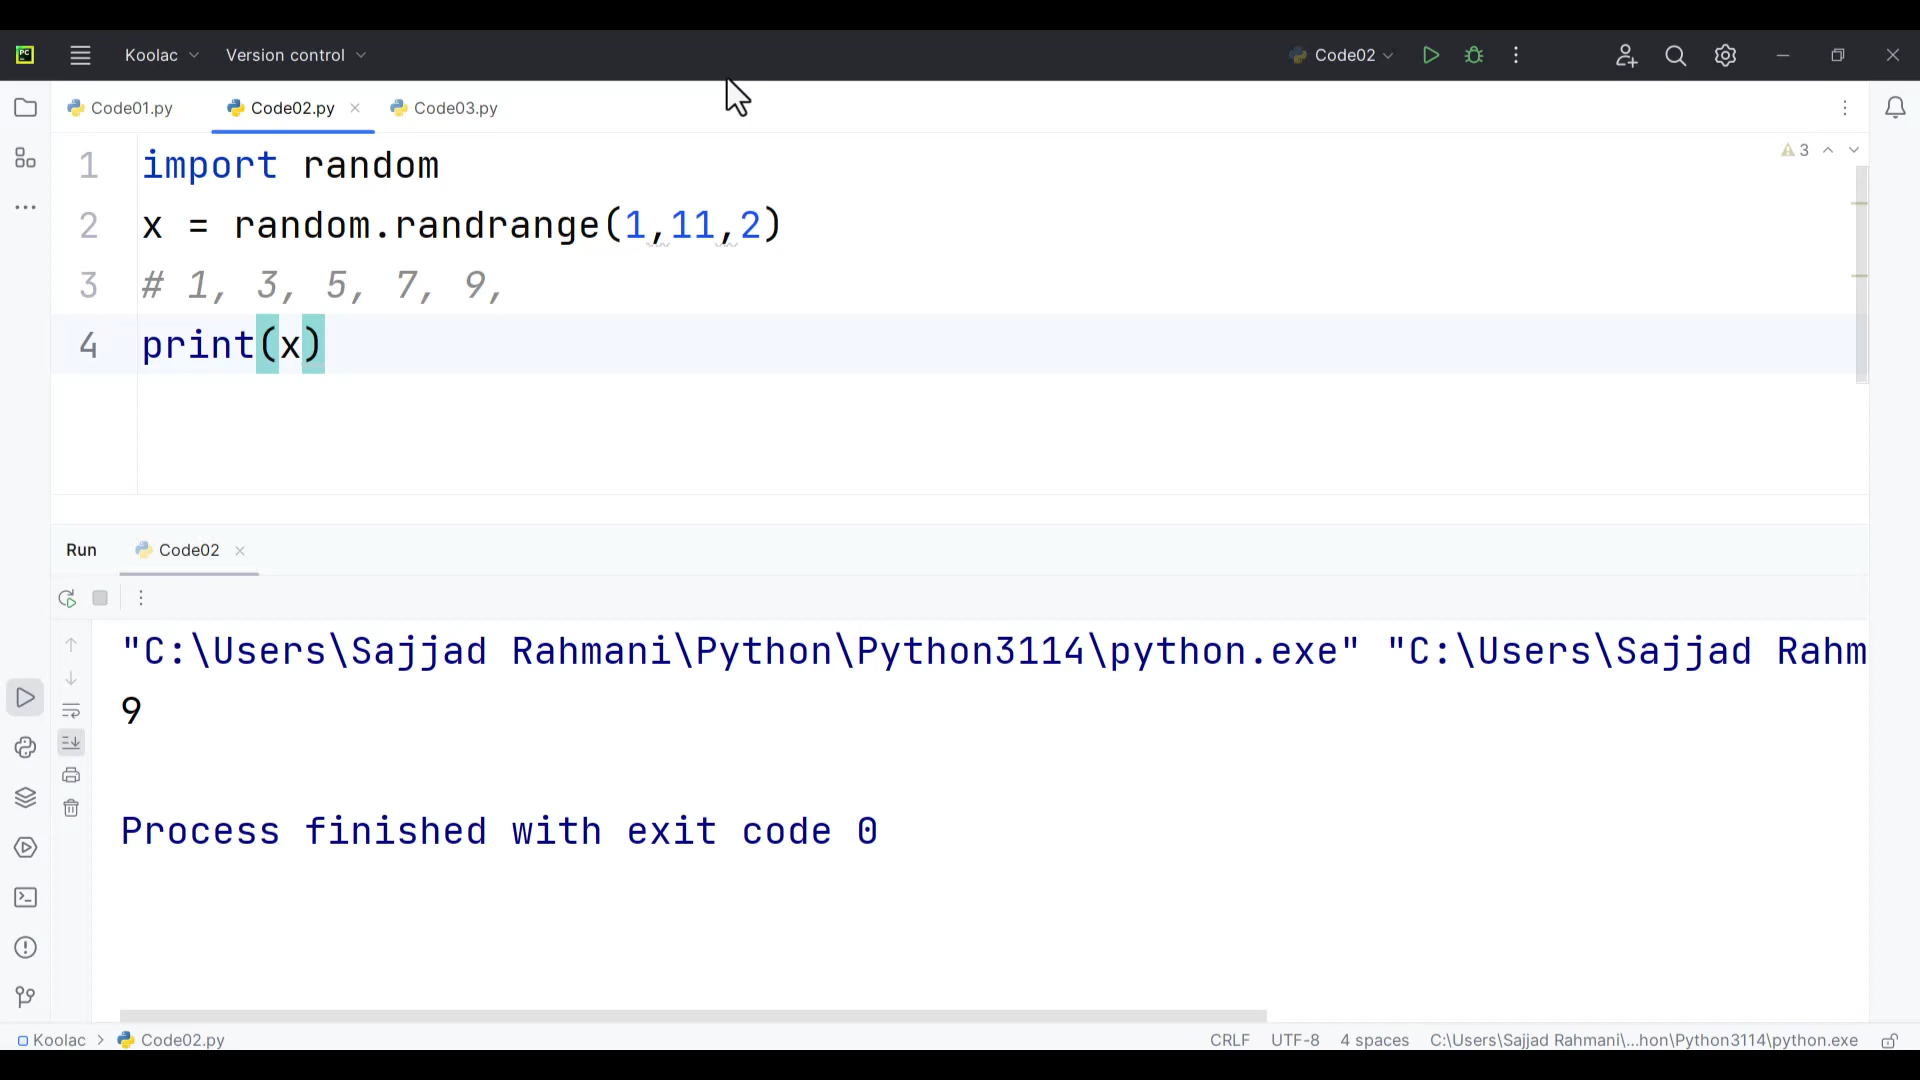 PC
Koolac
Version control
Code02
Code01.py
Code02.py
Code03.py
3
1 import random
2 x = random.randrange(1,11,2)
3 # 1, 3, 5, 7, 9,
4 print(x)
Run
Code02
"C:\Users\Sajjad Rahmani\Python\Python3114\python.exe" "C:\Users\Sajjad Rahm
9
Process finished with exit code 0
Koolac > Code02.py
CRLF
UTF-8
4 spaces
C:\Users\Sajjad Rahmani\...hon\Python3114\python.exe